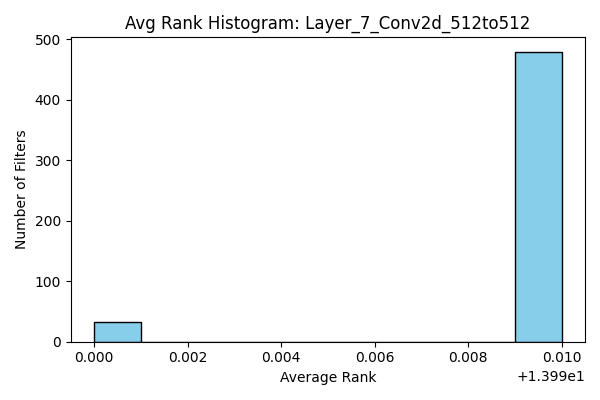 Avg Rank Histogram: Layer_7_Conv2d_512to512
500
400
300
200
100
0
Number of Filters
0.000 0.002 0.004 0.006 0.008 0.010
Average Rank
+1.399e1